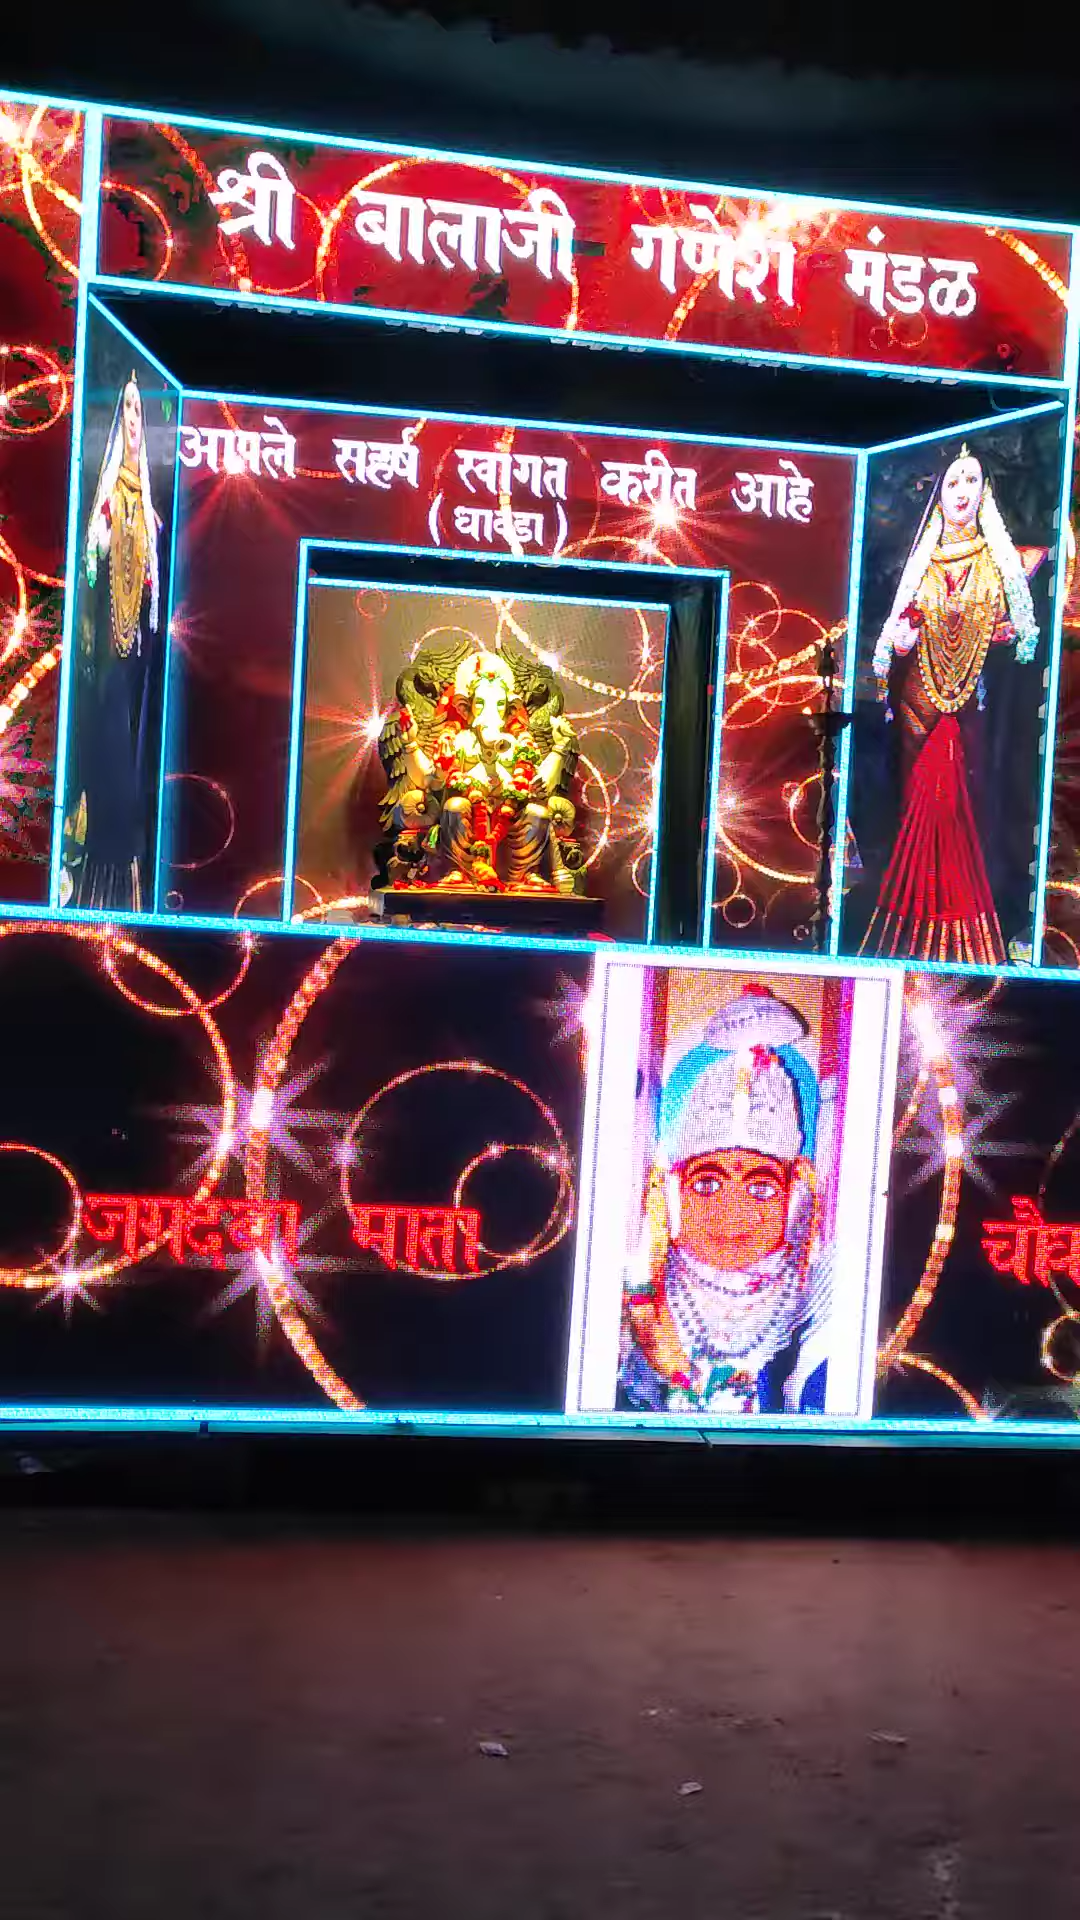 श्री बालाजी गणेश मंडळ
आपले सहर्ष स्वागत करीत आहे
(धावडा)
जगदंबा माता